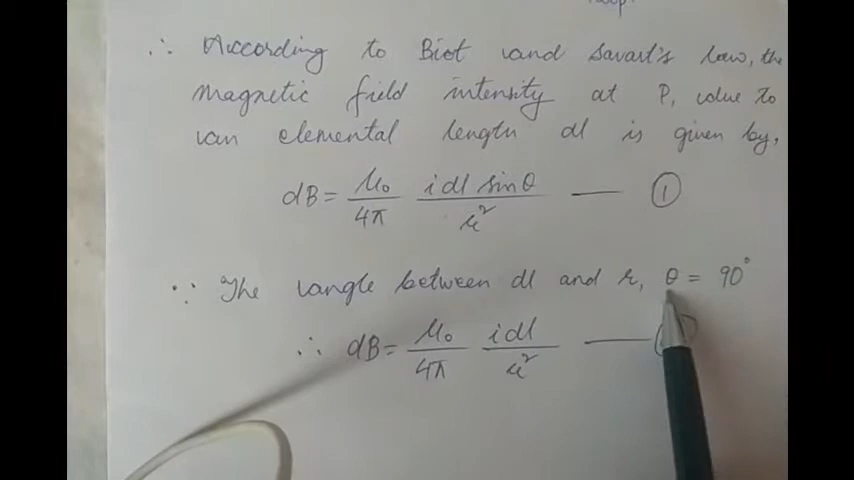 loop
∴ According to Biot and Savart's law, the
magnetic field intensity at P, due to
an elemental length dl is given by,
dB = μ₀/4π idl sinθ/r² —— ①
∵ The angle between dl and r, θ = 90°
∴ dB = μ₀/4π idl/r² ——